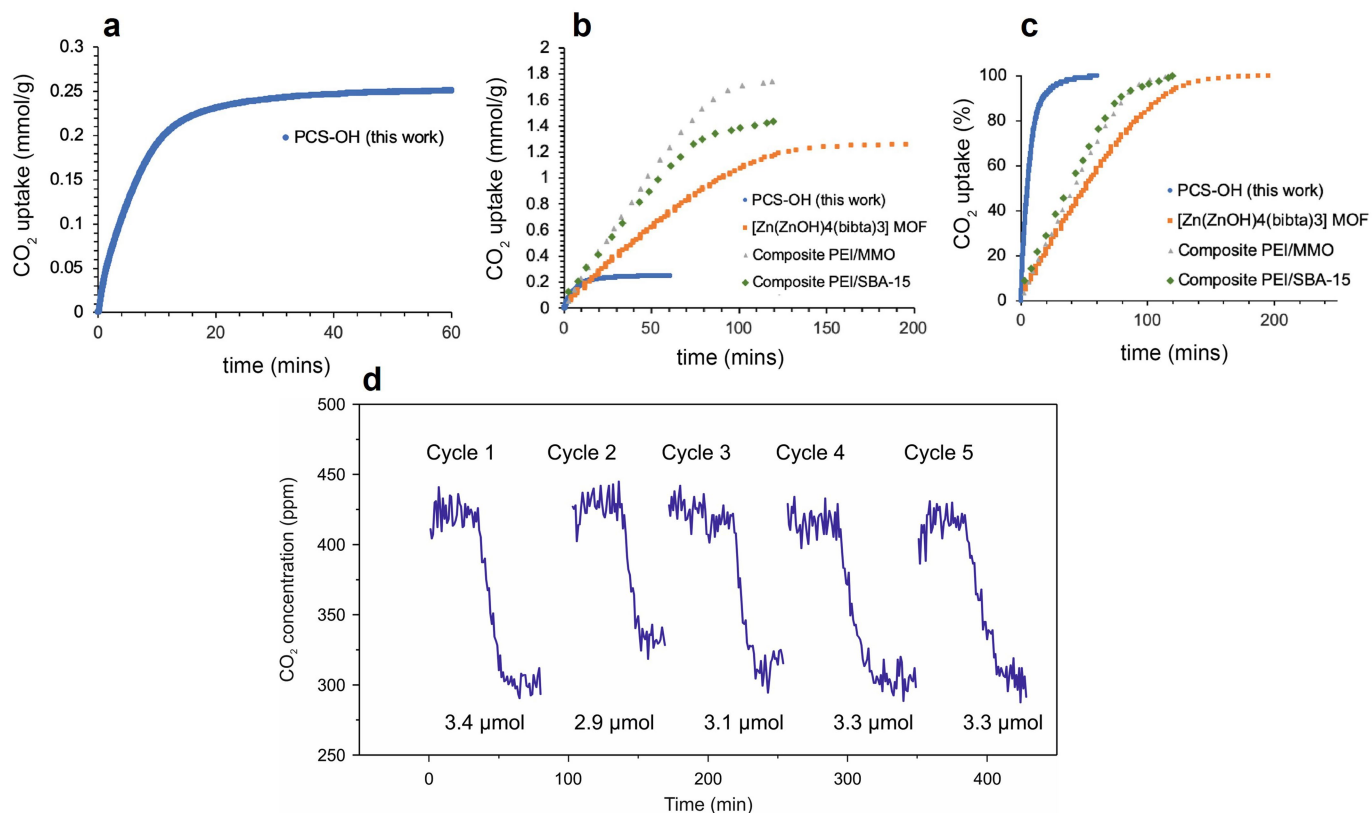 a
CO₂ uptake (mmol/g)
0.3
0.25
0.2
0.15
0.1
0.05
0
PCS-OH (this work)
0 20 40 60
time (mins)
b
CO₂ uptake (mmol/g)
2
1.8
1.6
1.4
1.2
1
0.8
0.6
0.4
0.2
0
PCS-OH (this work)
[Zn(ZnOH)4(bibta)3] MOF
Composite PEI/MMO
Composite PEI/SBA-15
0 50 100 150 200
time (mins)
c
CO₂ uptake (%)
100
80
60
40
20
0
PCS-OH (this work)
[Zn(ZnOH)4(bibta)3] MOF
Composite PEI/MMO
Composite PEI/SBA-15
0 100 200
time (mins)
d
CO₂ concentration (ppm)
500
450
400
350
300
250
Cycle 1 Cycle 2 Cycle 3 Cycle 4 Cycle 5
3.4 µmol 2.9 µmol 3.1 µmol 3.3 µmol 3.3 µmol
0 100 200 300 400
Time (min)